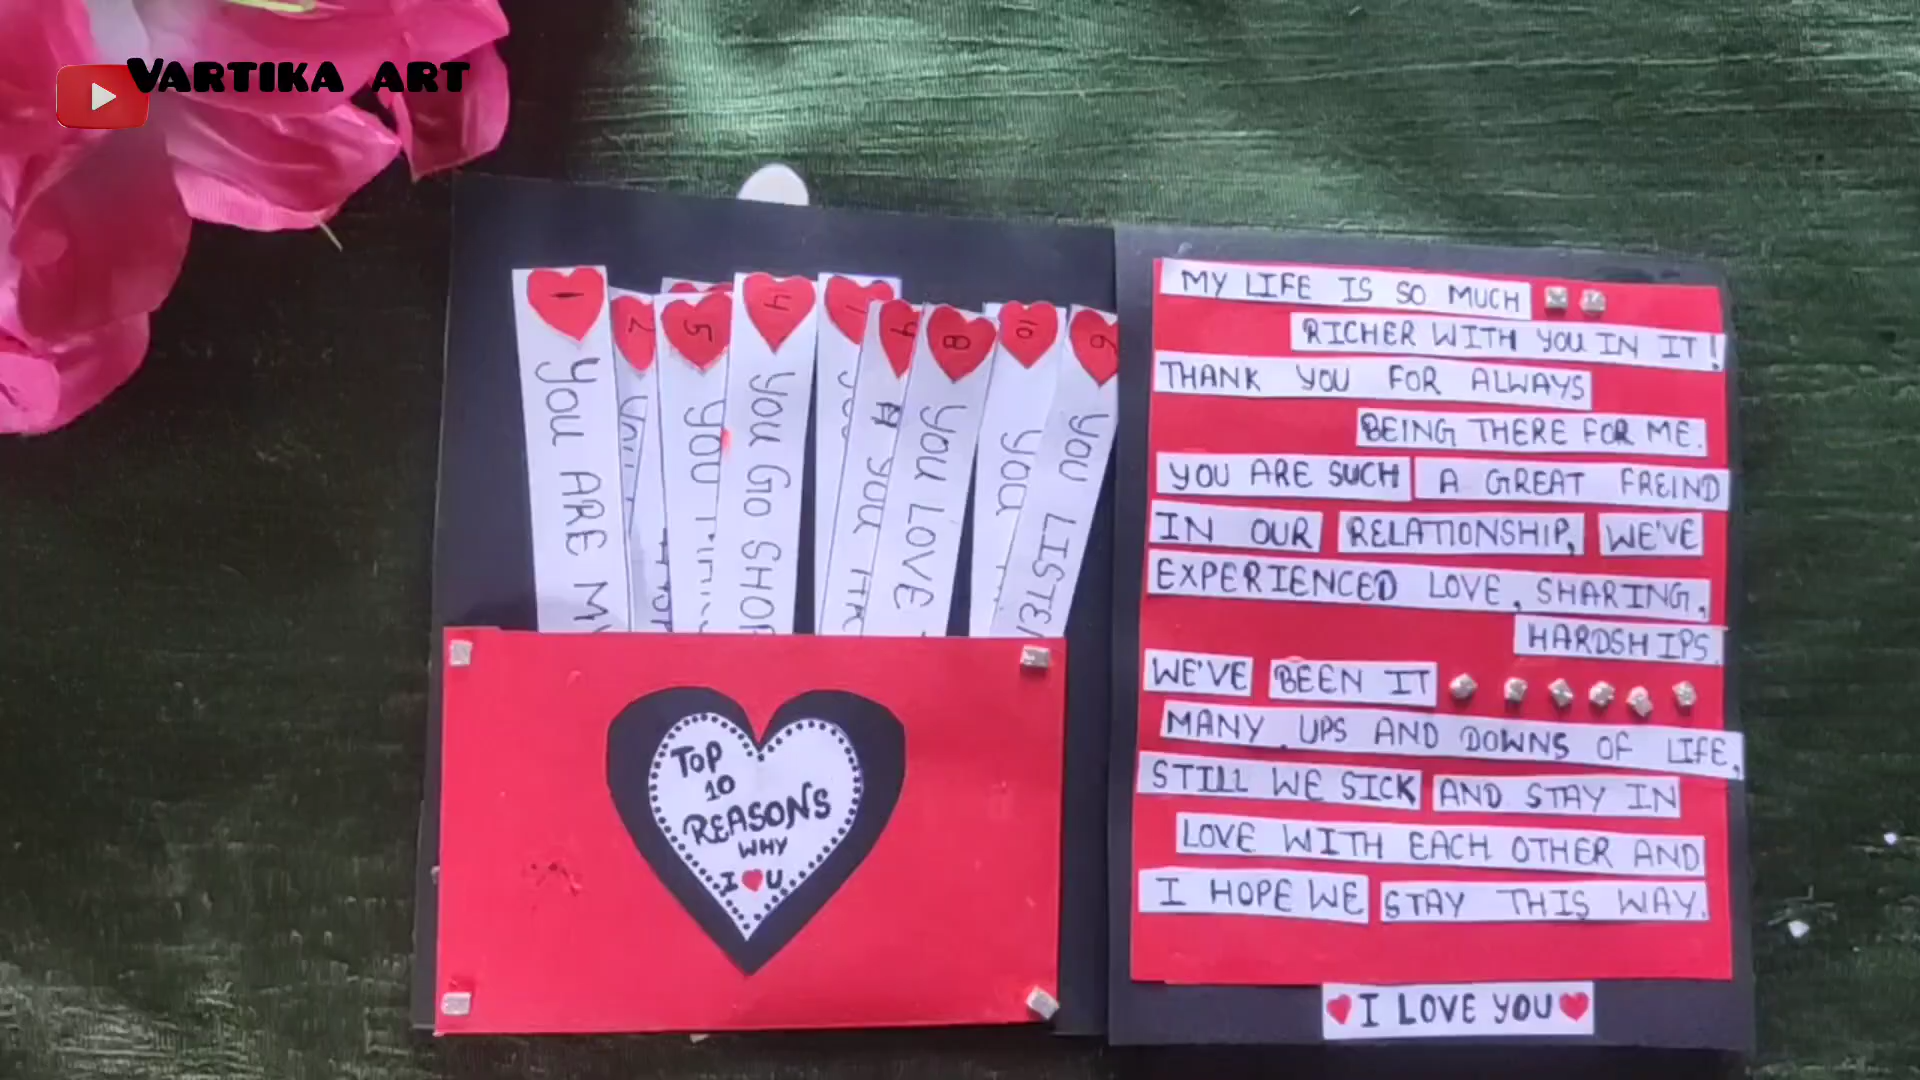 VARTIKA ART
1 YOU ARE
2
5 YOU
4 YOU GO
8 YOU LOVE
10 YOU
YOU
TOP
10
REASONS
WHY
I ❤ U
MY LIFE IS SO MUCH
RICHER WITH YOU IN IT!
THANK YOU FOR ALWAYS
BEING THERE FOR ME.
YOU ARE SUCH A GREAT FREIND
IN OUR RELATIONSHIP, WE'VE
EXPERIENCED LOVE, SHARING,
HARDSHIPS.
WE'VE BEEN IT
MANY UPS AND DOWNS OF LIFE,
STILL WE SICK AND STAY IN
LOVE WITH EACH OTHER AND
I HOPE WE STAY THIS WAY.
❤ I LOVE YOU ❤